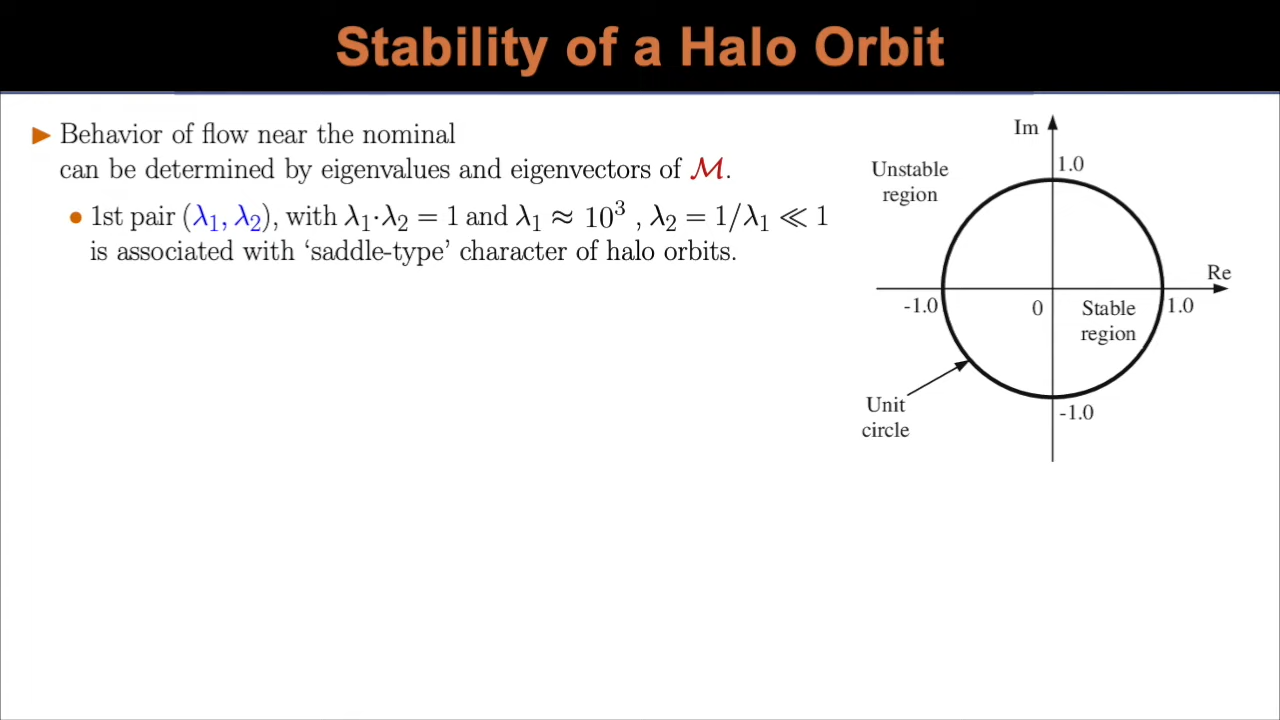 Stability of a Halo Orbit
▶ Behavior of flow near the nominal
can be determined by eigenvalues and eigenvectors of ℳ.
• 1st pair (λ₁, λ₂), with λ₁·λ₂ = 1 and λ₁ ≈ 10³ , λ₂ = 1/λ₁ ≪ 1
is associated with ‘saddle-type’ character of halo orbits.
Im
1.0
Unstable
region
Re
-1.0
0
Stable
region
1.0
Unit
circle
-1.0